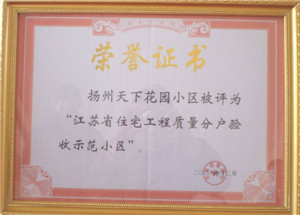 荣誉证书
扬州天下花园小区被评为
“江苏省住宅工程质量分户验
收示范小区”。